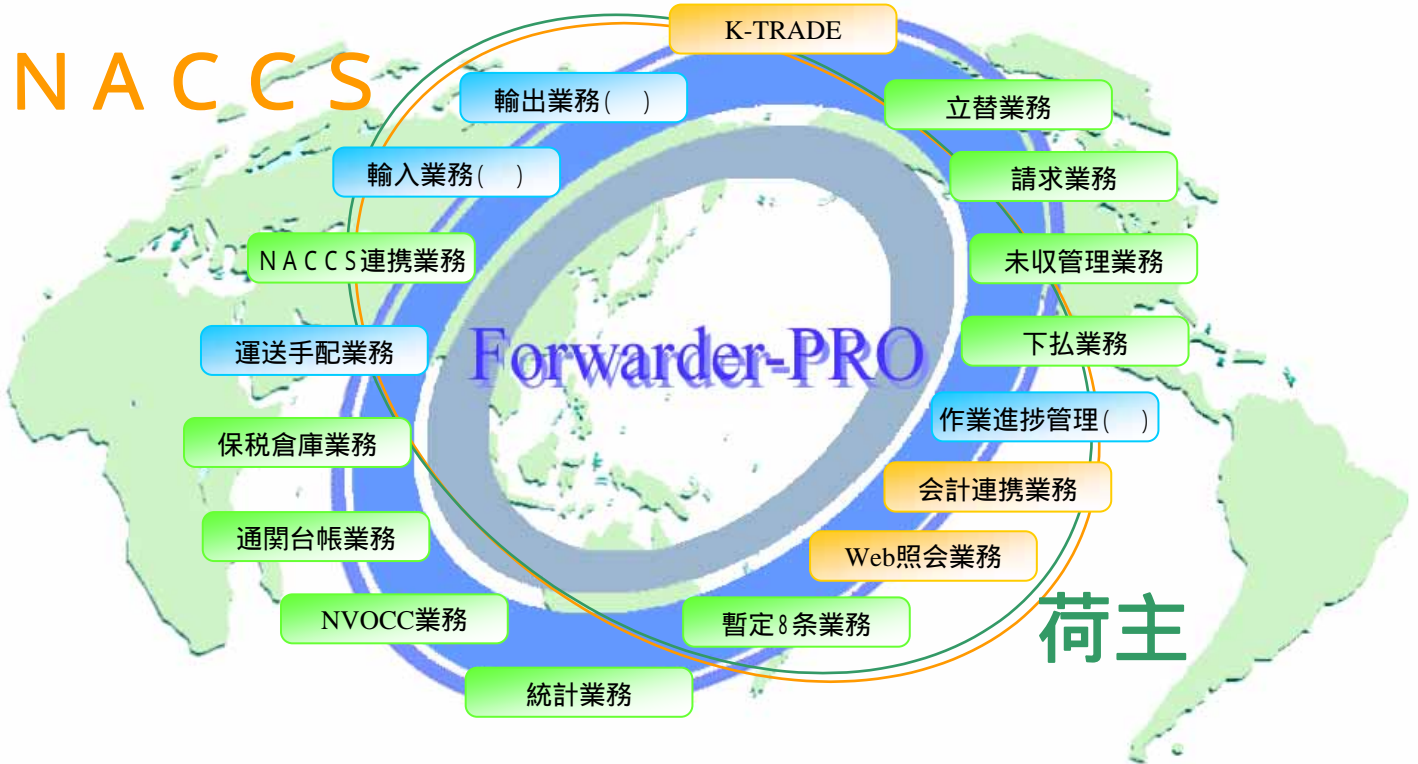 K-TRADE
ＮＡＣＣＳ
輸出業務(　)
立替業務
輸入業務(　)
請求業務
ＮＡＣＣＳ連携業務
未収管理業務
運送手配業務
Forwarder-PRO
下払業務
作業進捗管理(　)
保税倉庫業務
会計連携業務
通関台帳業務
Web照会業務
NVOCC業務
暫定8条業務
荷主
統計業務